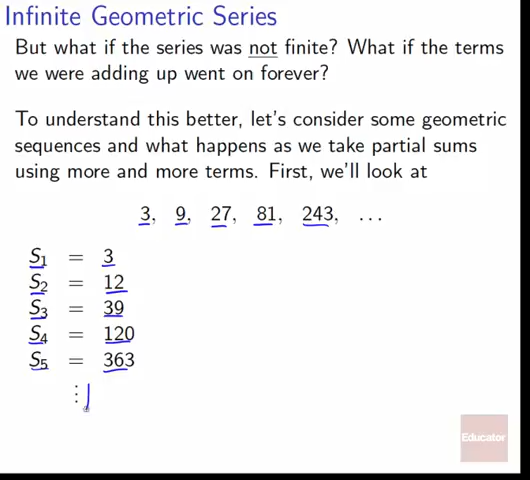 Infinite Geometric Series
But what if the series was not finite? What if the terms
we were adding up went on forever?
To understand this better, let's consider some geometric
sequences and what happens as we take partial sums
using more and more terms. First, we'll look at
3, 9, 27, 81, 243, ...
S₁ = 3
S₂ = 12
S₃ = 39
S₄ = 120
S₅ = 363
⋮
Educator